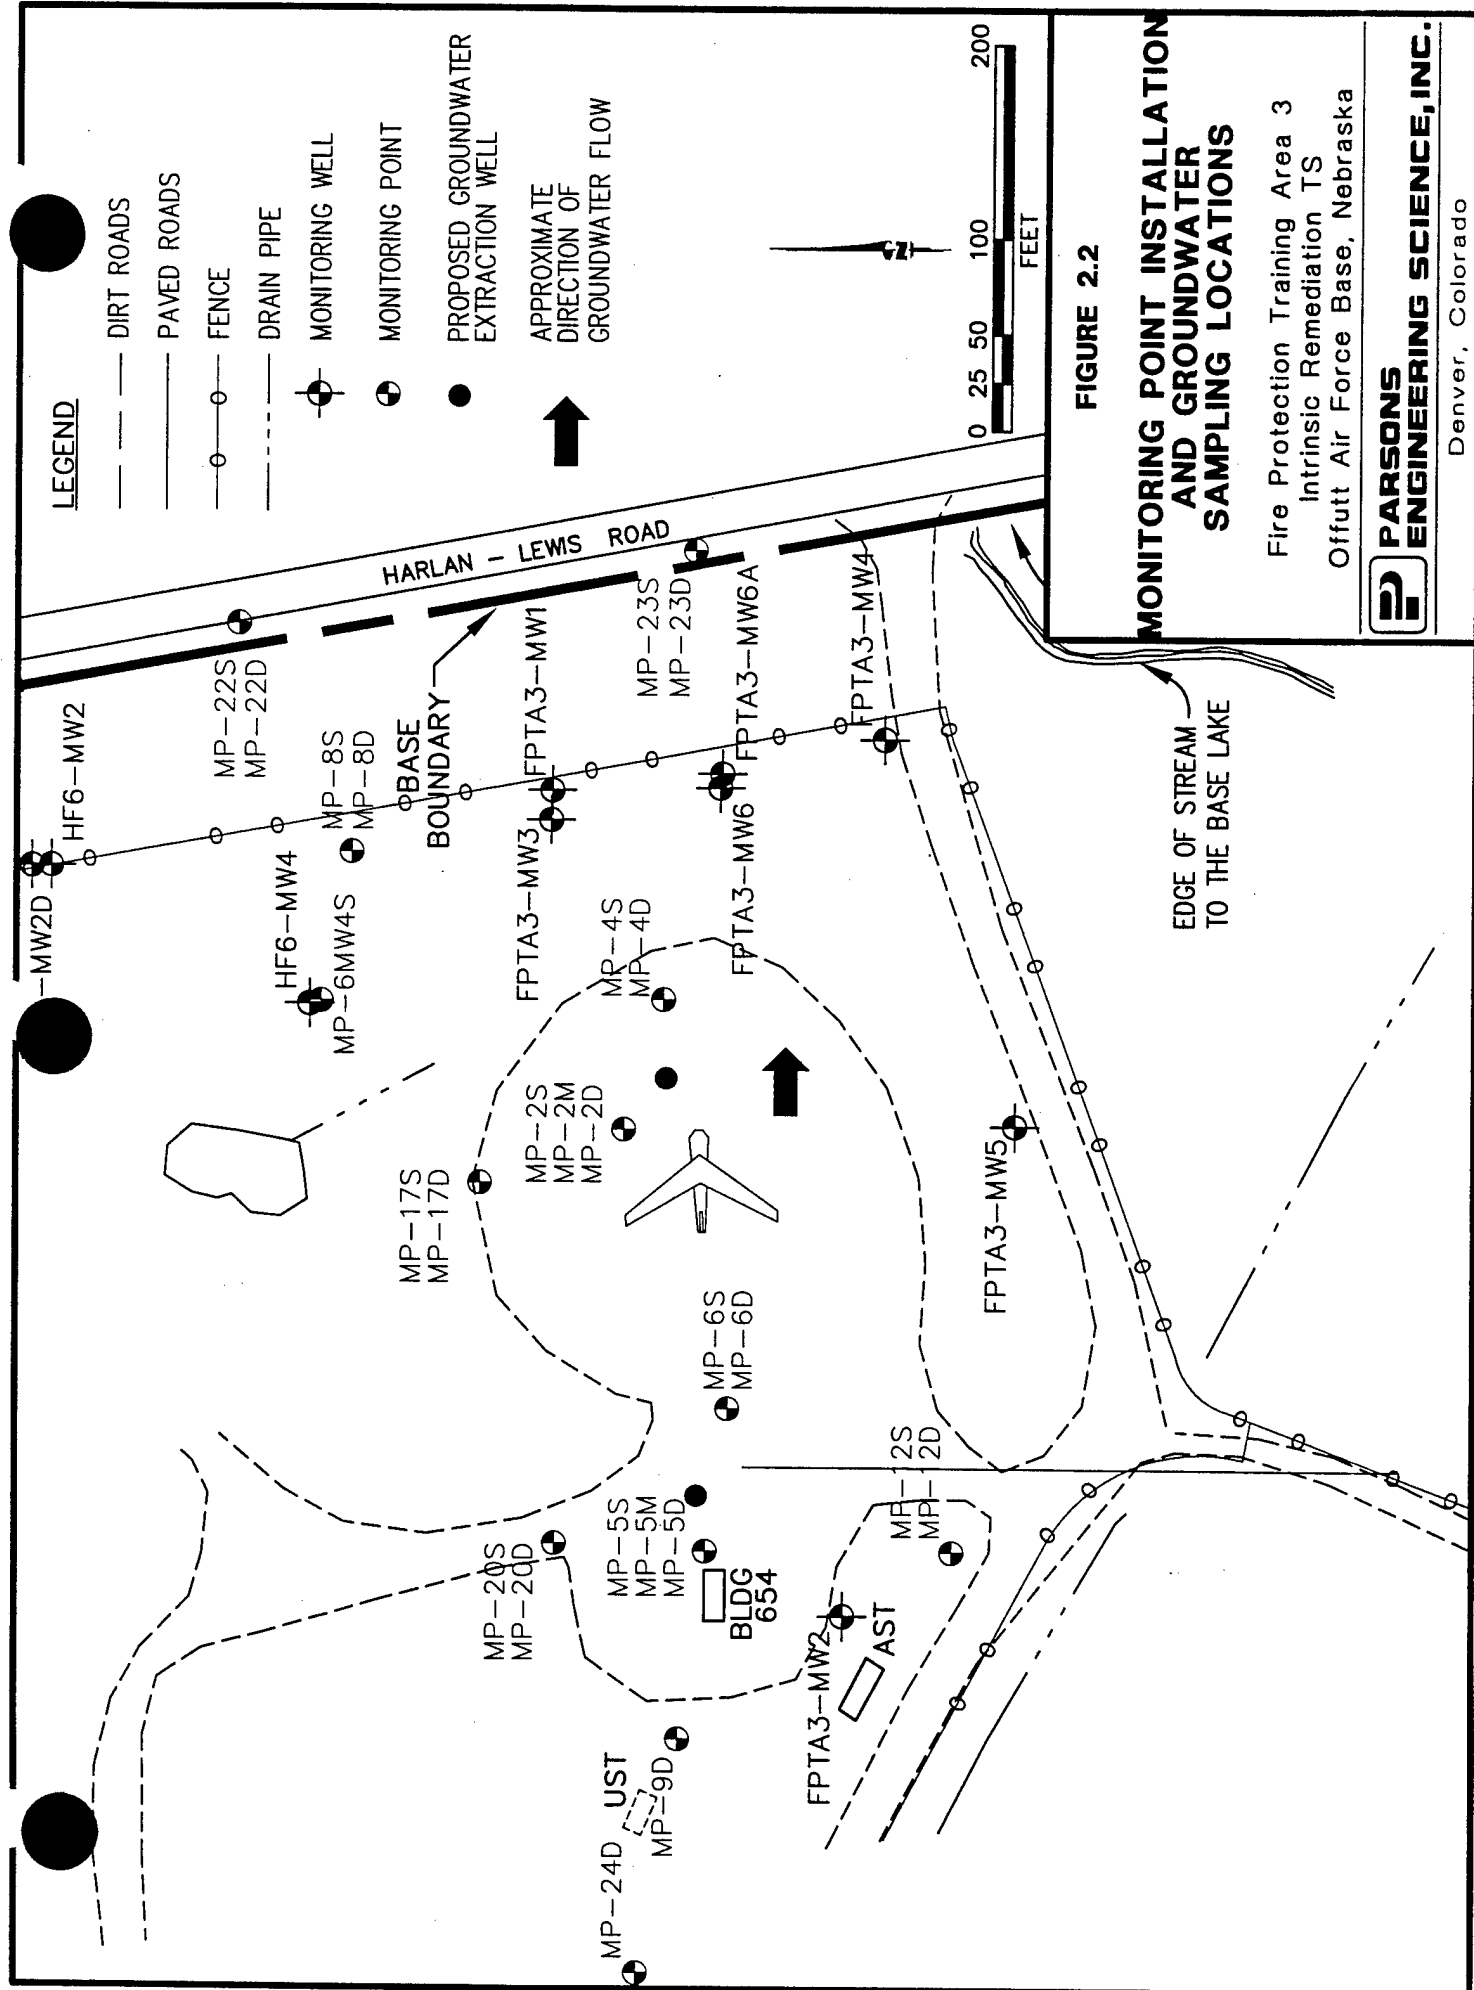 LEGEND
DIRT ROADS
PAVED ROADS
FENCE
DRAIN PIPE
MONITORING WELL
MONITORING POINT
PROPOSED GROUNDWATER
EXTRACTION WELL
APPROXIMATE
DIRECTION OF
GROUNDWATER FLOW
-MW2D
HF6-MW2
MP-22S
MP-22D
MP-8S
MP-8D
HF6-MW4
MP-6MW4S
BASE
BOUNDARY
HARLAN - LEWIS ROAD
FPTA3-MW1
FPTA3-MW3
MP-23S
MP-23D
FPTA3-MW6A
FPTA3-MW6
FPTA3-MW4
MP-4S
MP-4D
MP-2S
MP-2M
MP-2D
MP-17S
MP-17D
FPTA3-MW5
MP-6S
MP-6D
MP-12S
MP-12D
MP-5S
MP-5M
MP-5D
MP-20S
MP-20D
BLDG
654
FPTA3-MW2
AST
UST
MP-9D
MP-24D
EDGE OF STREAM
TO THE BASE LAKE
0 25 50 100 200
FEET
FIGURE 2.2
MONITORING POINT INSTALLATION
AND GROUNDWATER
SAMPLING LOCATIONS
Fire Protection Training Area 3
Intrinsic Remediation TS
Offutt Air Force Base, Nebraska
PARSONS
ENGINEERING SCIENCE, INC.
Denver, Colorado